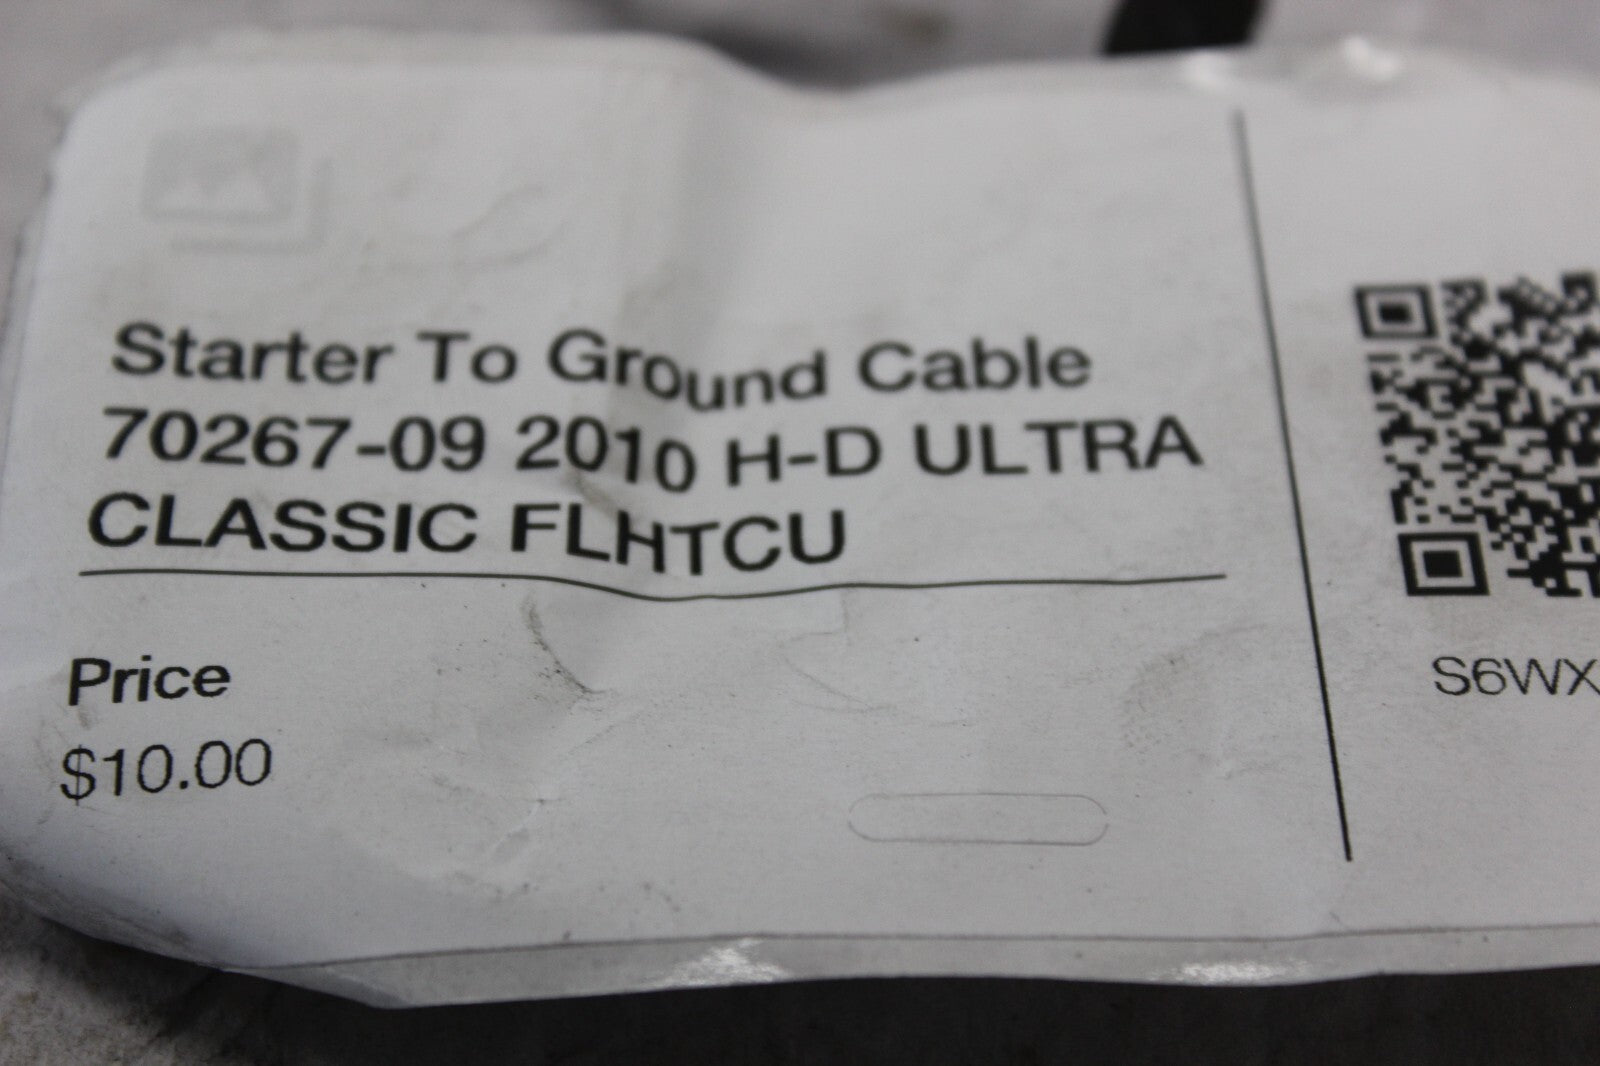 Starter To Ground Cable
70267-09 2010 H-D ULTRA
CLASSIC FLHTCU
Price
$10.00
S6WX